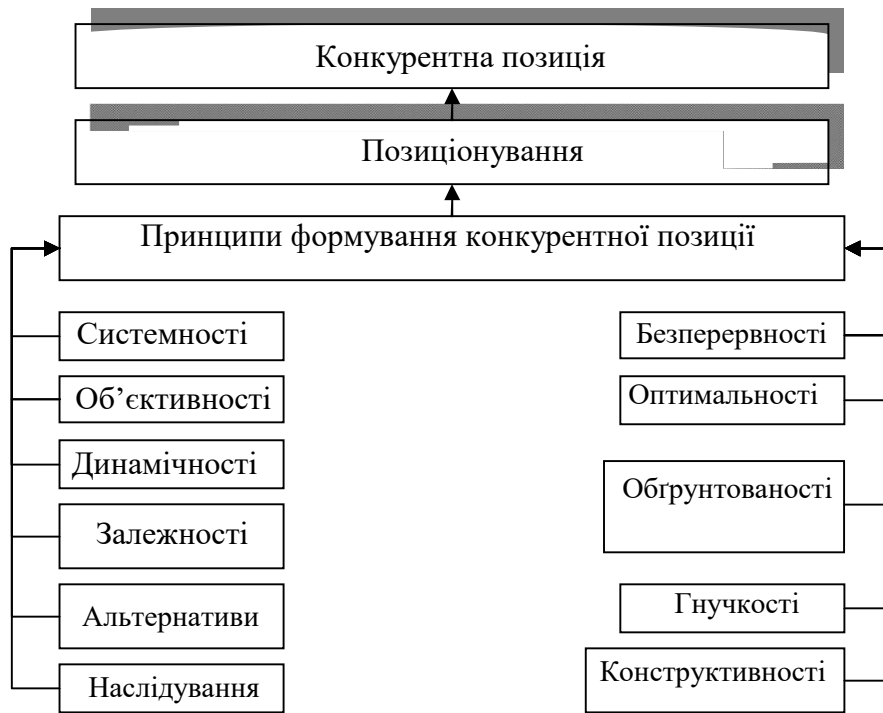 Конкурентна позиція
Позиціонування
Принципи формування конкурентної позиції
Системності
Об’єктивності
Динамічності
Залежності
Альтернативи
Наслідування
Безперервності
Оптимальності
Обґрунтованості
Гнучкості
Конструктивності